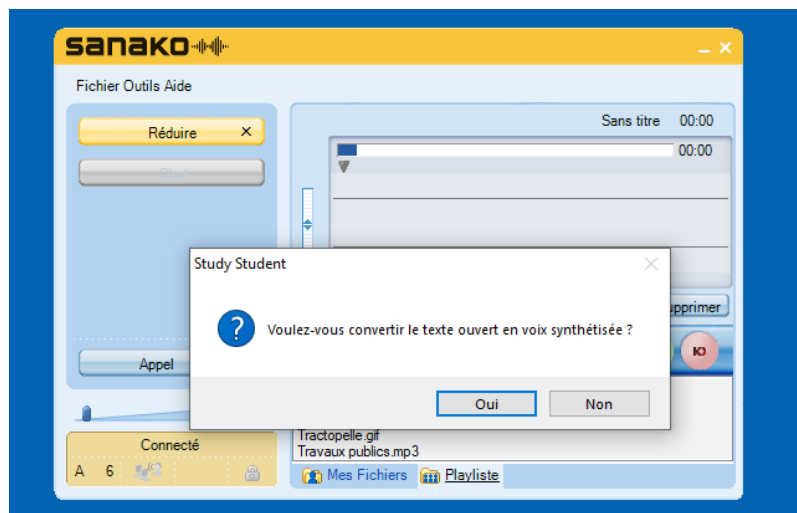 sanako
Fichier Outils Aide
Réduire
Sans titre 00:00
00:00
Study Student
Voulez-vous convertir le texte ouvert en voix synthétisée ?
Oui Non
Appel
Connecté
A 6
Tractopelle.gif
Travaux publics.mp3
Mes Fichiers Playliste